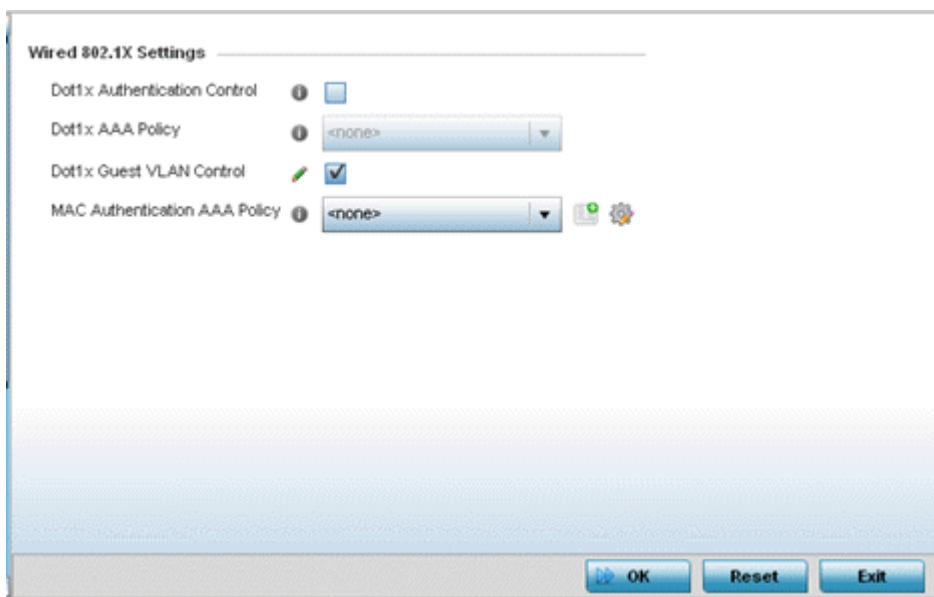 Wired 802.1X Settings
Dot1x Authentication Control
Dot1x AAA Policy
<none>
Dot1x Guest VLAN Control
MAC Authentication AAA Policy
<none>
OK
Reset
Exit